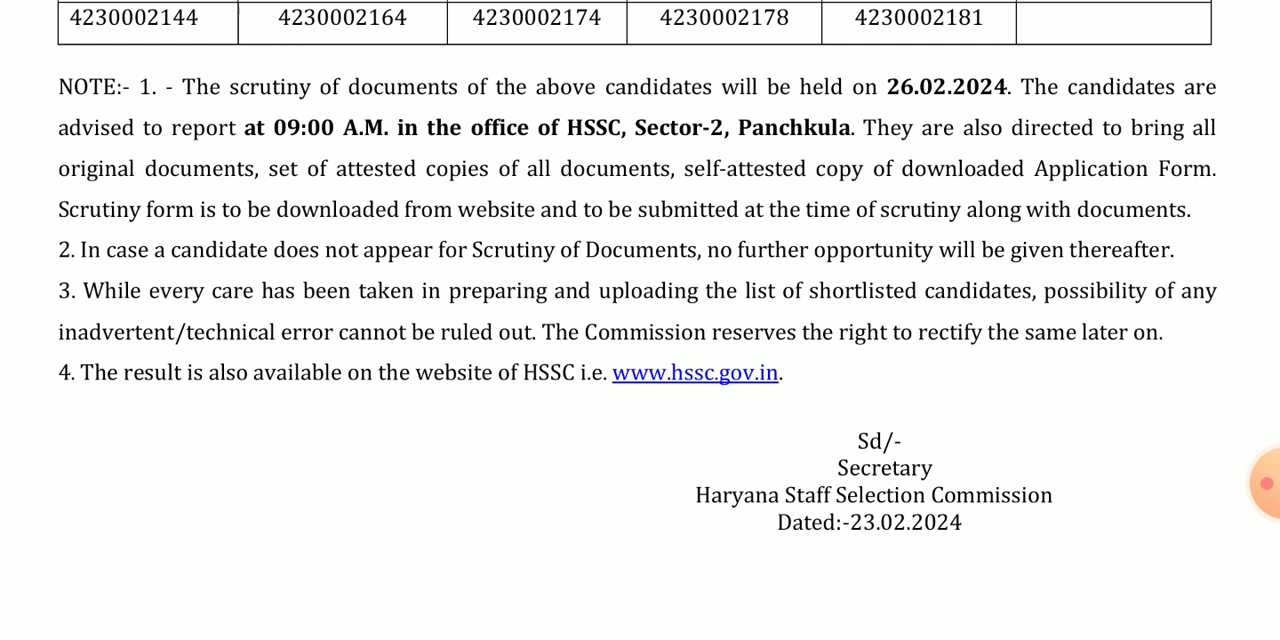 4230002144 4230002164 4230002174 4230002178 4230002181
NOTE:- 1. - The scrutiny of documents of the above candidates will be held on 26.02.2024. The candidates are
advised to report at 09:00 A.M. in the office of HSSC, Sector-2, Panchkula. They are also directed to bring all
original documents, set of attested copies of all documents, self-attested copy of downloaded Application Form.
Scrutiny form is to be downloaded from website and to be submitted at the time of scrutiny along with documents.
2. In case a candidate does not appear for Scrutiny of Documents, no further opportunity will be given thereafter.
3. While every care has been taken in preparing and uploading the list of shortlisted candidates, possibility of any
inadvertent/technical error cannot be ruled out. The Commission reserves the right to rectify the same later on.
4. The result is also available on the website of HSSC i.e. www.hssc.gov.in.
Sd/-
Secretary
Haryana Staff Selection Commission
Dated:-23.02.2024